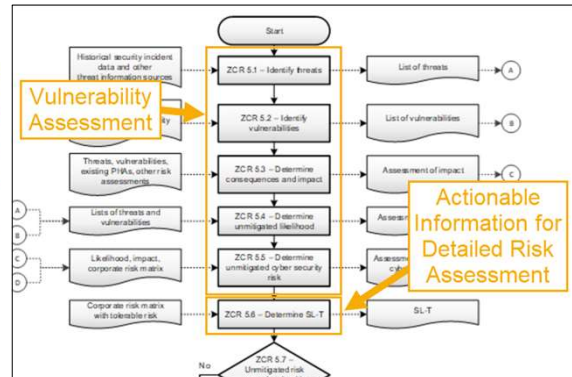 Start
Historical security incident
data and other
threat information sources
ZCR 5.1 – Identify threats
List of threats
A
Vulnerability
Assessment
ZCR 5.2 – Identify
vulnerabilities
List of vulnerabilities
B
Threats, vulnerabilities,
existing PHAs, other risk
assessments
ZCR 5.3 – Determine
consequences and impact
Assessment of impact
C
Actionable
Information for
Detailed Risk
Assessment
A
B
Lists of threats and
vulnerabilities
ZCR 5.4 – Determine
unmitigated likelihood
C
D
Likelihood, impact,
corporate risk matrix
ZCR 5.5 – Determine
unmitigated cyber security
risk
Corporate risk matrix
with tolerable risk
ZCR 5.6 – Determine SL-T
SL-T
No
ZCR 5.7 –
Unmitigated risk